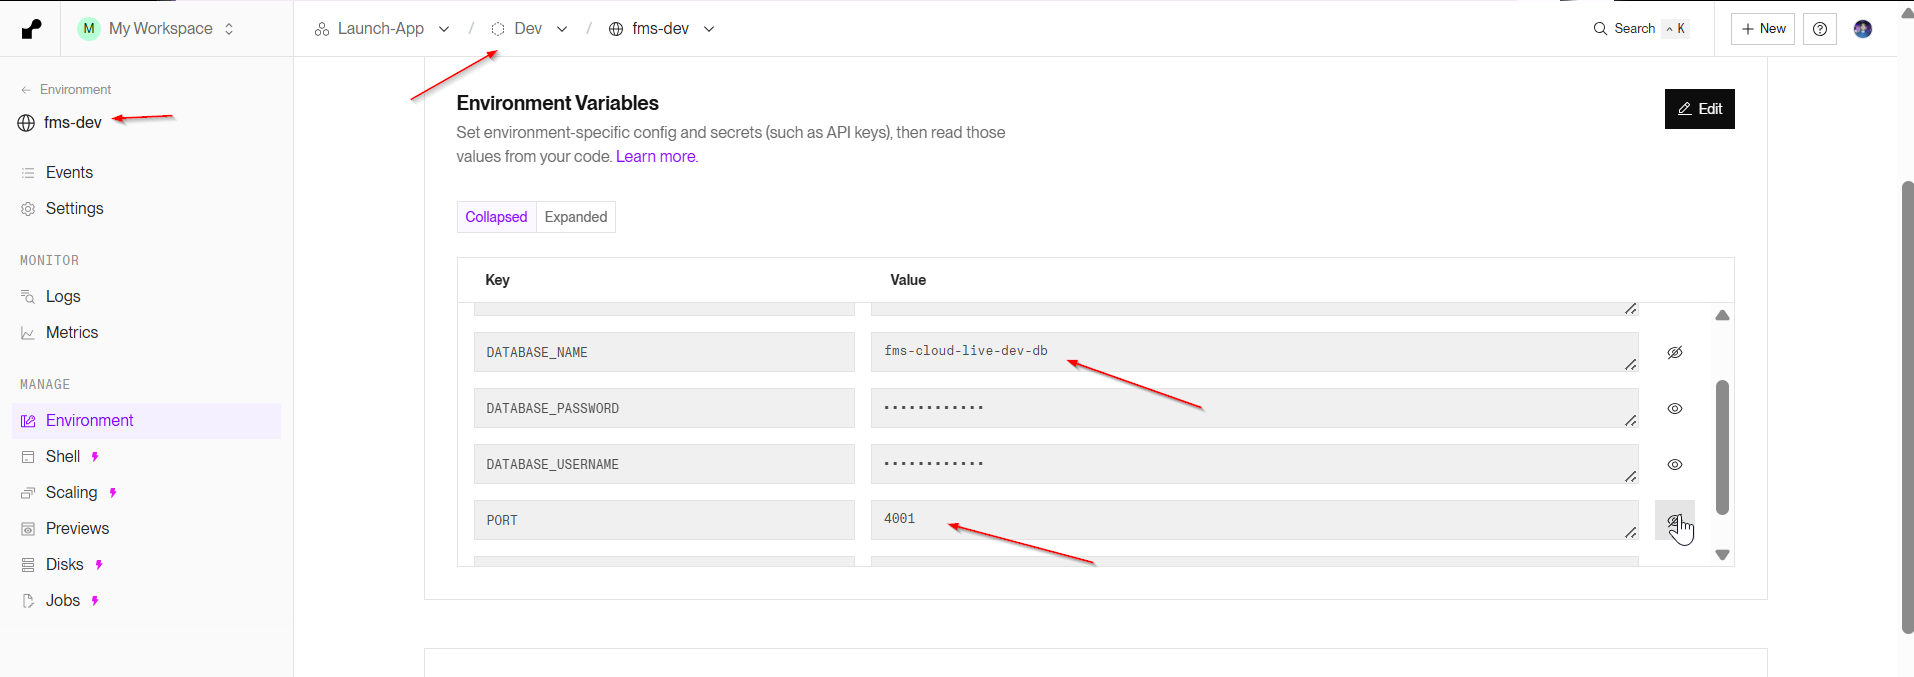 M My Workspace
Launch-App / Dev / fms-dev
Search ^ K
+ New
Environment
fms-dev
Events
Settings
MONITOR
Logs
Metrics
MANAGE
Environment
Shell
Scaling
Previews
Disks
Jobs
Environment Variables
Edit
Set environment-specific config and secrets (such as API keys), then read those
values from your code. Learn more.
Collapsed Expanded
Key Value
DATABASE_NAME fms-cloud-live-dev-db
DATABASE_PASSWORD ••••••••••••
DATABASE_USERNAME ••••••••••••
PORT 4001